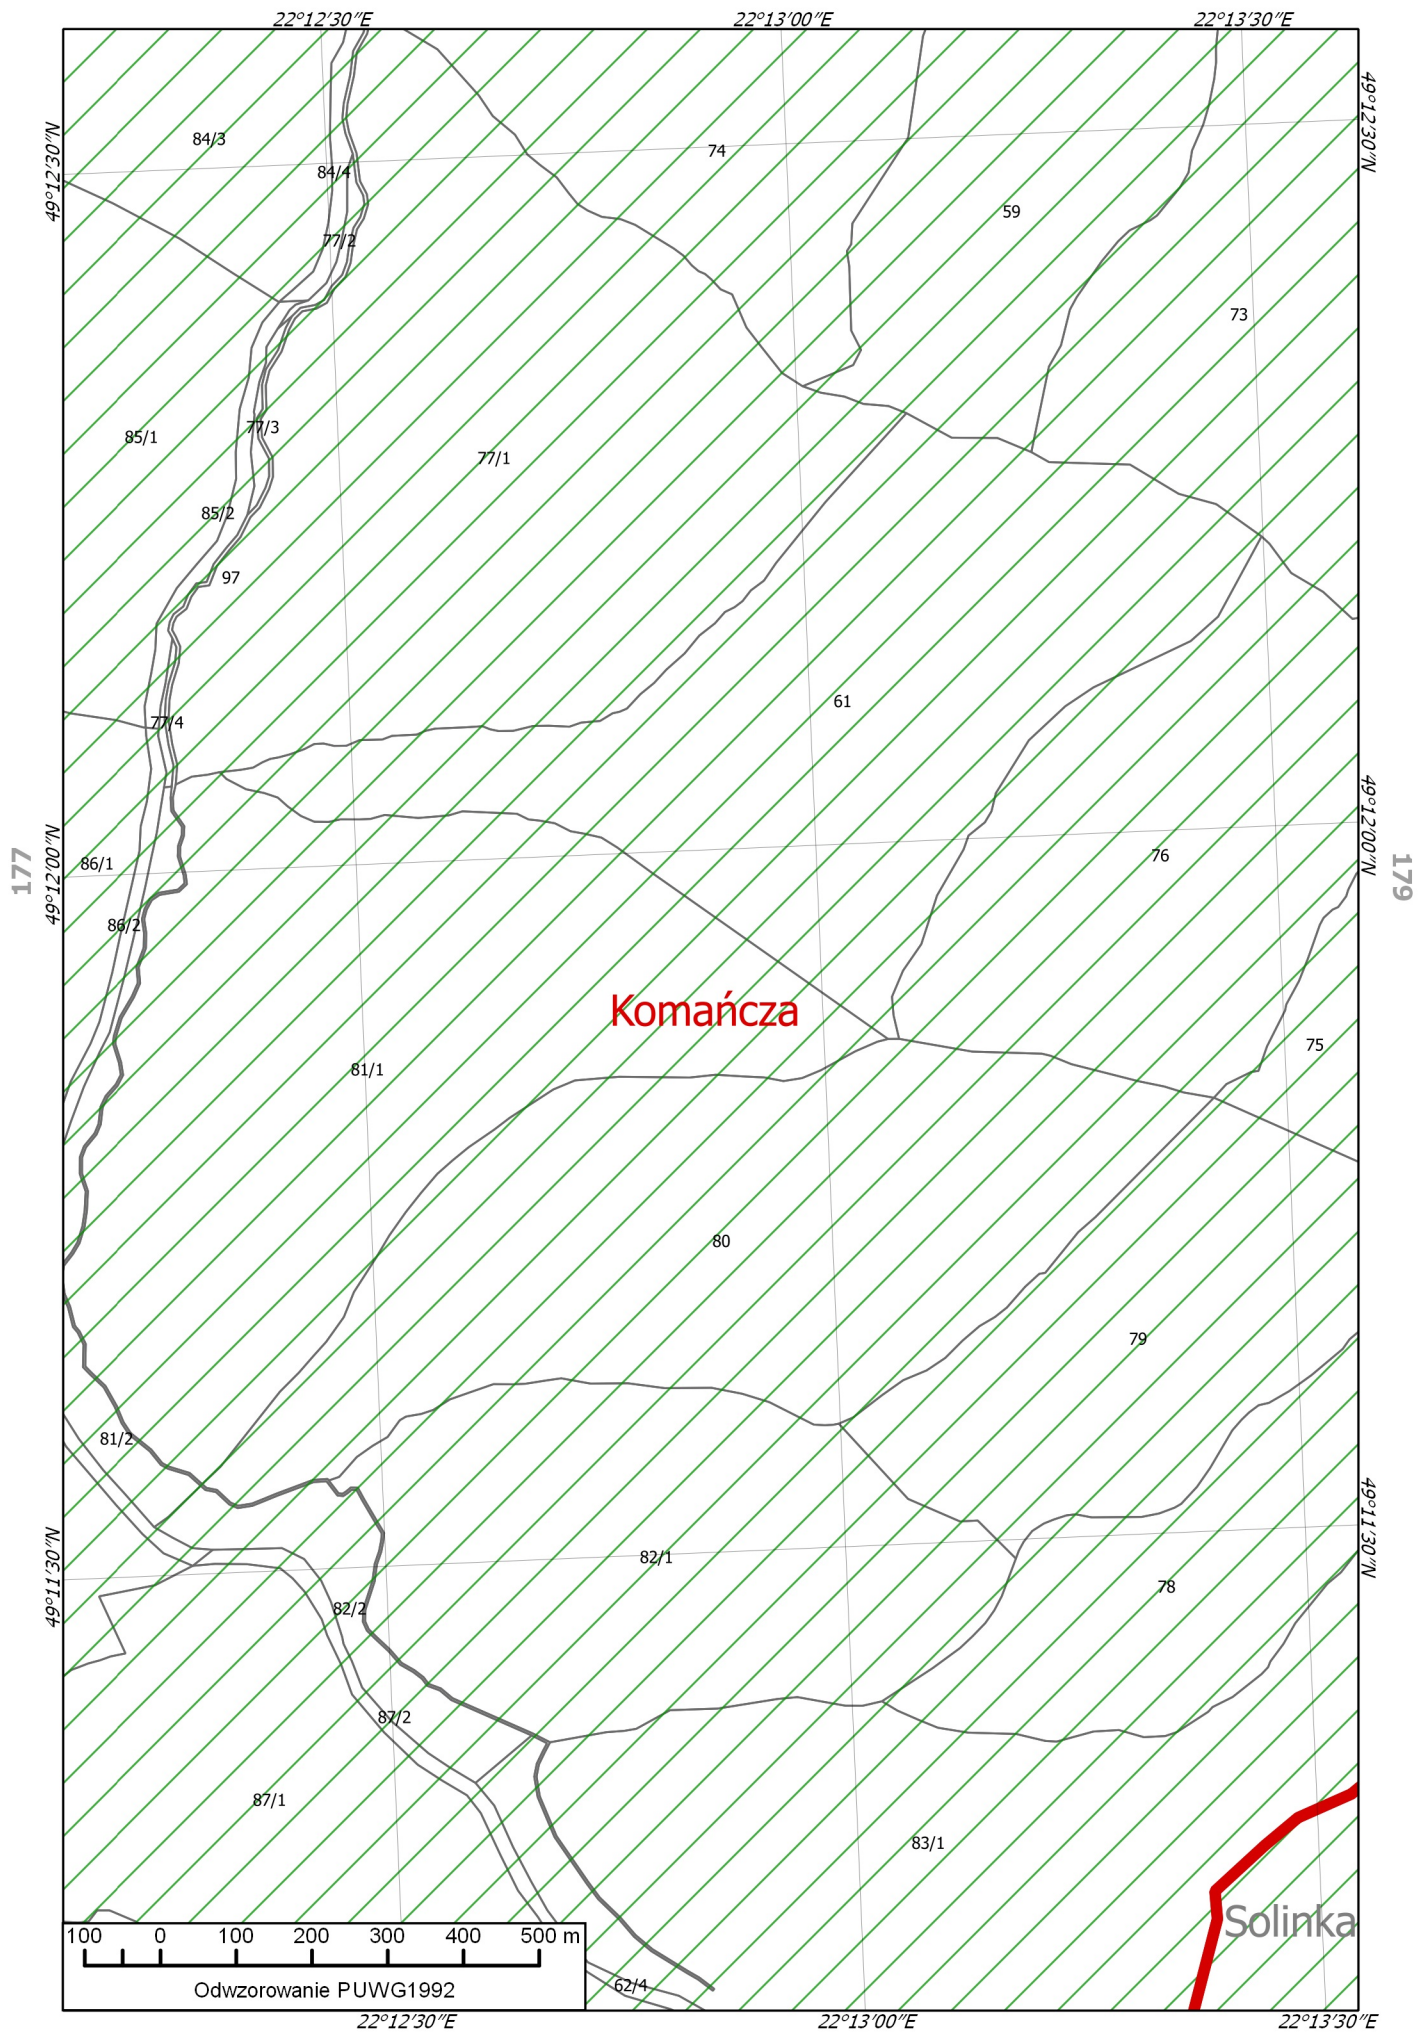 22°12'30"E
22°13'00"E
22°13'30"E
49°12'30"N
49°12'30"N
84/3
74
84/4
59
77/2
73
77/3
85/1
77/1
85/2
97
61
77/4
49°12'00"N
49°12'00"N
76
86/1
177
179
86/2
Komańcza
75
81/1
80
79
81/2
49°11'30"N
49°11'30"N
82/1
78
82/2
87/2
87/1
83/1
Solinka
100 0 100 200 300 400 500 m
62/4
Odwzorowanie PUWG1992
22°12'30"E
22°13'00"E
22°13'30"E